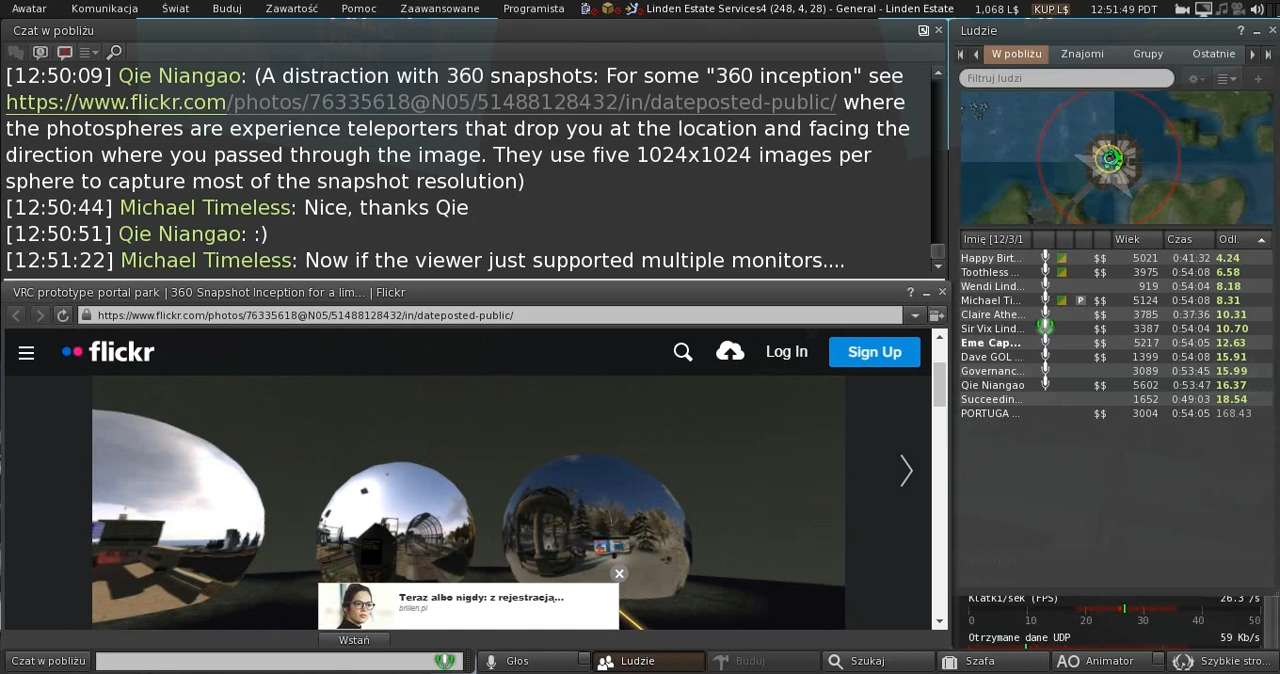 Awatar Komunikacja Świat Buduj Zawartość Pomoc Zaawansowane Programista Linden Estate Services4 (248, 4, 28) - General - Linden Estate 1,068 L$ KUP L$ 12:51:49 PDT
Czat w pobliżu
[12:50:09] Qie Niangao: (A distraction with 360 snapshots: For some "360 inception" see
https://www.flickr.com/photos/76335618@N05/51488128432/in/dateposted-public/ where
the photospheres are experience teleporters that drop you at the location and facing the
direction where you passed through the image. They use five 1024x1024 images per
sphere to capture most of the snapshot resolution)
[12:50:44] Michael Timeless: Nice, thanks Qie
[12:50:51] Qie Niangao: :)
[12:51:22] Michael Timeless: Now if the viewer just supported multiple monitors....
VRC prototype portal park | 360 Snapshot Inception for a lim... | Flickr
https://www.flickr.com/photos/76335618@N05/51488128432/in/dateposted-public/
flickr Log In Sign Up
Teraz albo nigdy: z rejestracją...
brillen.pl
Wstań
Ludzie
W pobliżu Znajomi Grupy Ostatnie
Filtruj ludzi
Imię [12/3/1 Wiek Czas Odl.
Happy Birt... $$ 5021 0:41:32 4.24
Toothless ... $$ 3975 0:54:08 6.58
Wendi Lind... 919 0:54:04 8.18
Michael Ti... P $$ 5124 0:54:08 8.31
Claire Athe... $$ 3785 0:37:36 10.31
Sir Vix Lind... $$ 3387 0:54:04 10.70
Eme Cap... $$ 5217 0:54:05 12.63
Dave GOL ... $$ 1399 0:54:08 15.91
Governanc... 3089 0:53:45 15.99
Qie Niangao $$ 5602 0:53:47 16.37
Succeedin... 1652 0:49:03 18.54
PORTUGA ... $$ 3004 0:54:05 168.43
Klatki/sek (FPS) 26.3 /s
0 10 20 30 40 50
Otrzymane dane UDP 59 Kb/s
Czat w pobliżu Głos Ludzie Buduj Szukaj Szafa AO Animator Szybkie stro...